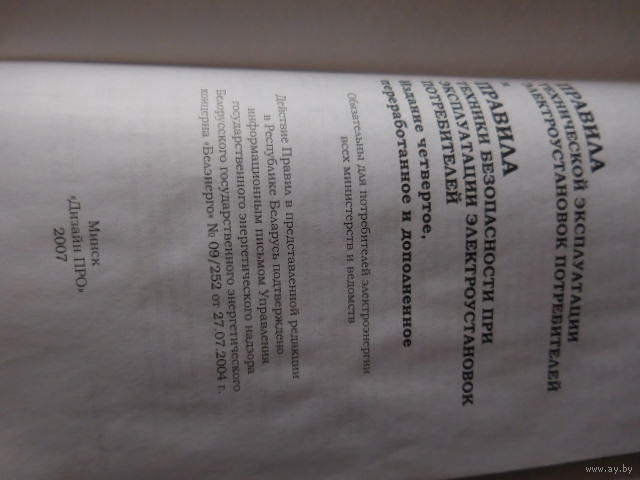 ПРАВИЛА
ТЕХНИЧЕСКОЙ ЭКСПЛУАТАЦИИ
ЭЛЕКТРОУСТАНОВОК ПОТРЕБИТЕЛЕЙ
и
ПРАВИЛА
ТЕХНИКИ БЕЗОПАСНОСТИ ПРИ
ЭКСПЛУАТАЦИИ ЭЛЕКТРОУСТАНОВОК
ПОТРЕБИТЕЛЕЙ
Издание четвертое,
переработанное и дополненное
Обязательны для потребителей электроэнергии
всех министерств и ведомств
Действие Правил в представленной редакции
в Республике Беларусь подтверждено
информационным письмом Управления
государственного энергетического надзора
Белорусского государственного энергетического
концерна «Белэнерго» № 09/252 от 27.07.2004 г.
Минск
«Дизайн ПРО»
2007
www.ay.by